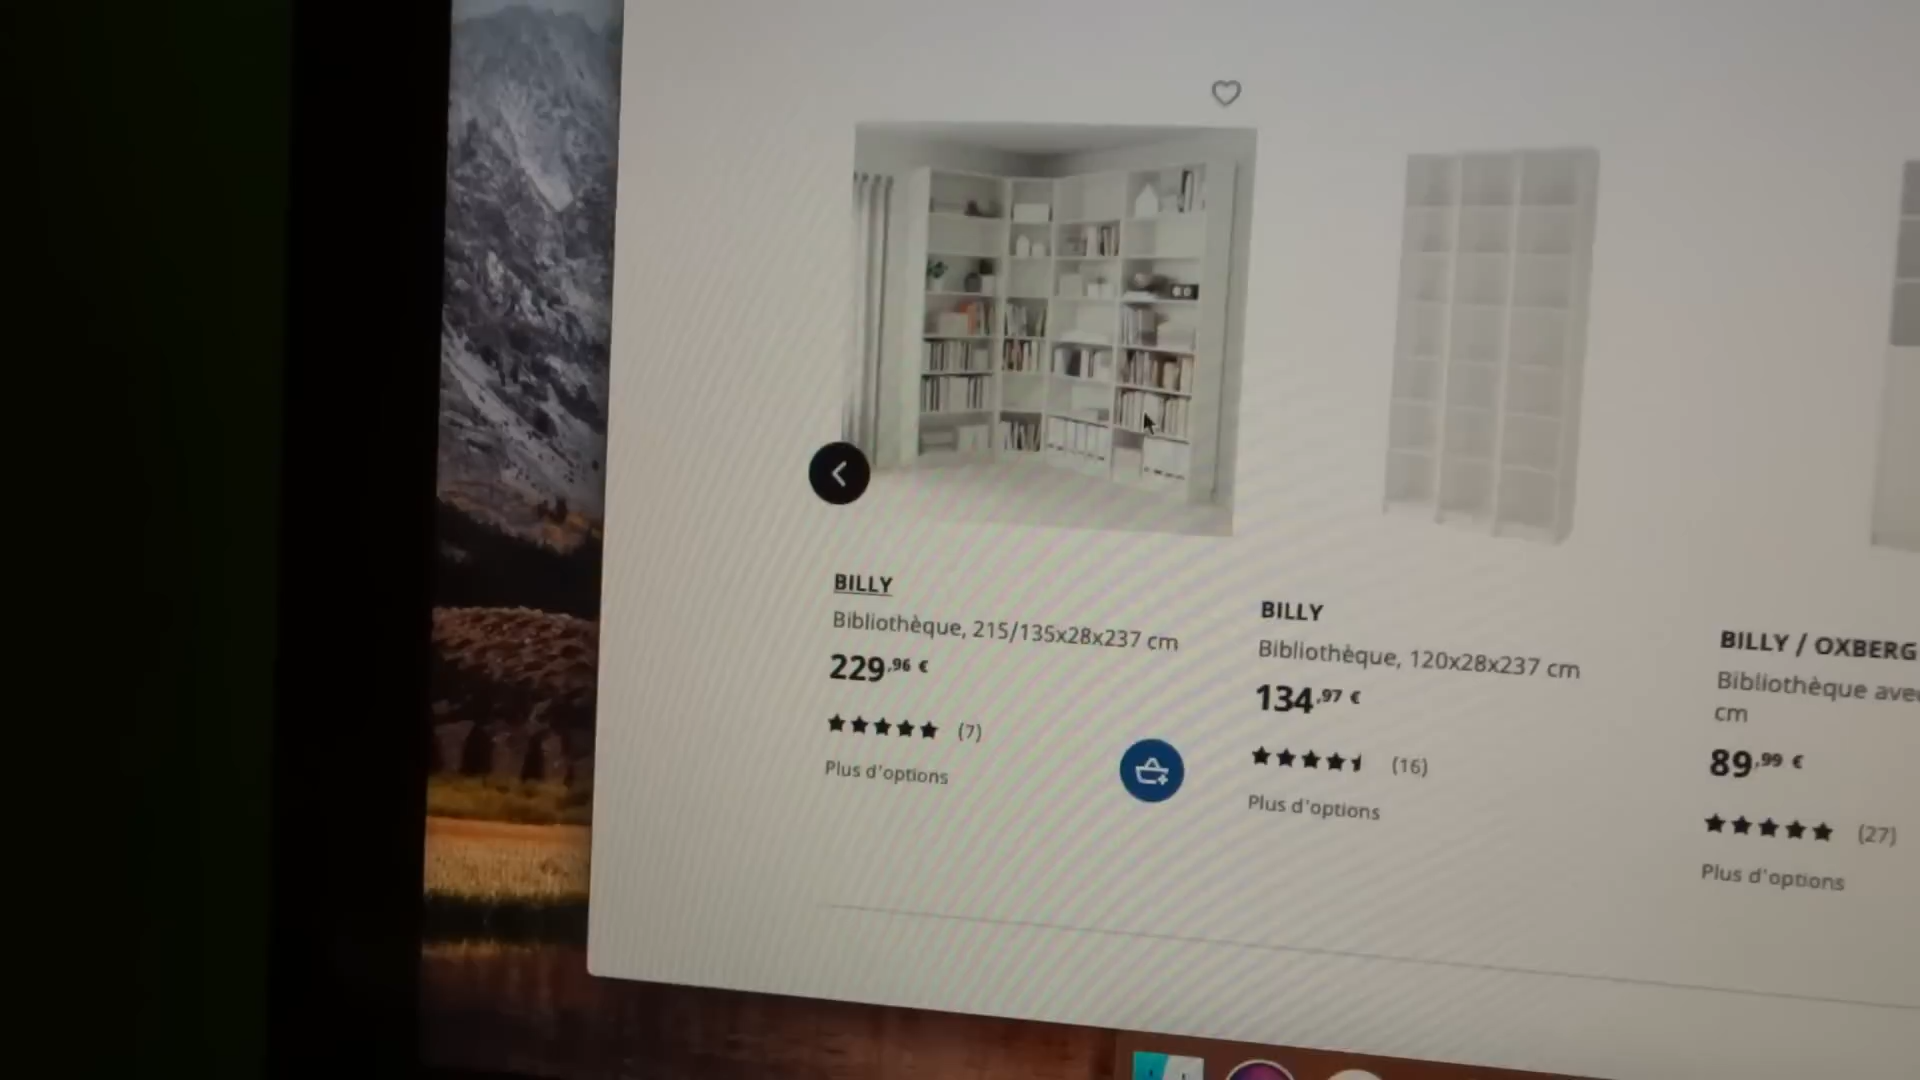 BILLY
Bibliothèque, 215/135x28x237 cm
229,96 €
(7)
Plus d'options
BILLY
Bibliothèque, 120x28x237 cm
134,97 €
(16)
Plus d'options
BILLY / OXBERG
Bibliothèque
cm
89,99 €
(27)
Plus d'options